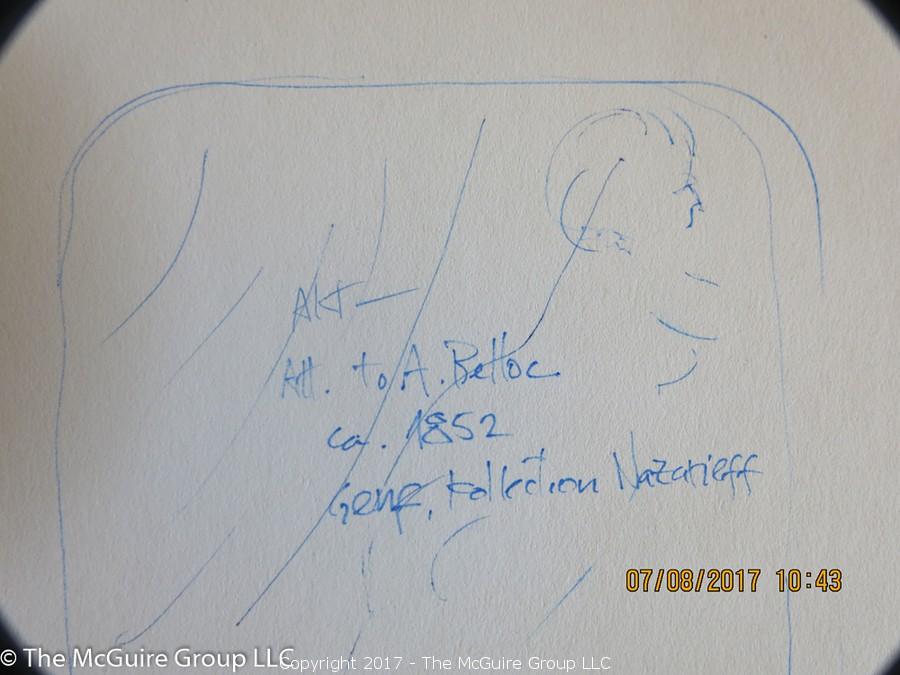 Akt —
Att. to A. Belloc
ca. 1852
Genf, Kollection Nazarieff
07/08/2017 10:43
© The McGuire Group LLC
Copyright 2017 - The McGuire Group LLC